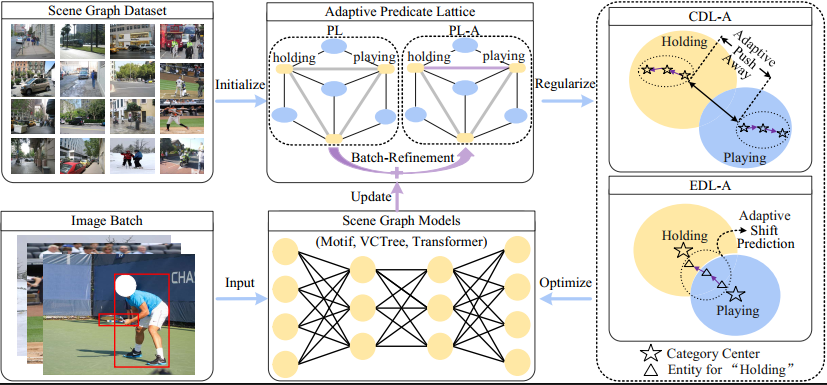 Scene Graph Dataset
Initialize
Adaptive Predicate Lattice
PL
PL-A
holding
playing
holding
playing
Batch-Refinement
Regularize
Update
CDL-A
Holding
Adaptive
Push
Away
Playing
EDL-A
Holding
Adaptive
Shift
Prediction
Playing
Category Center
Entity for “Holding”
Image Batch
CHAS
Input
Scene Graph Models
(Motif, VCTree, Transformer)
Optimize